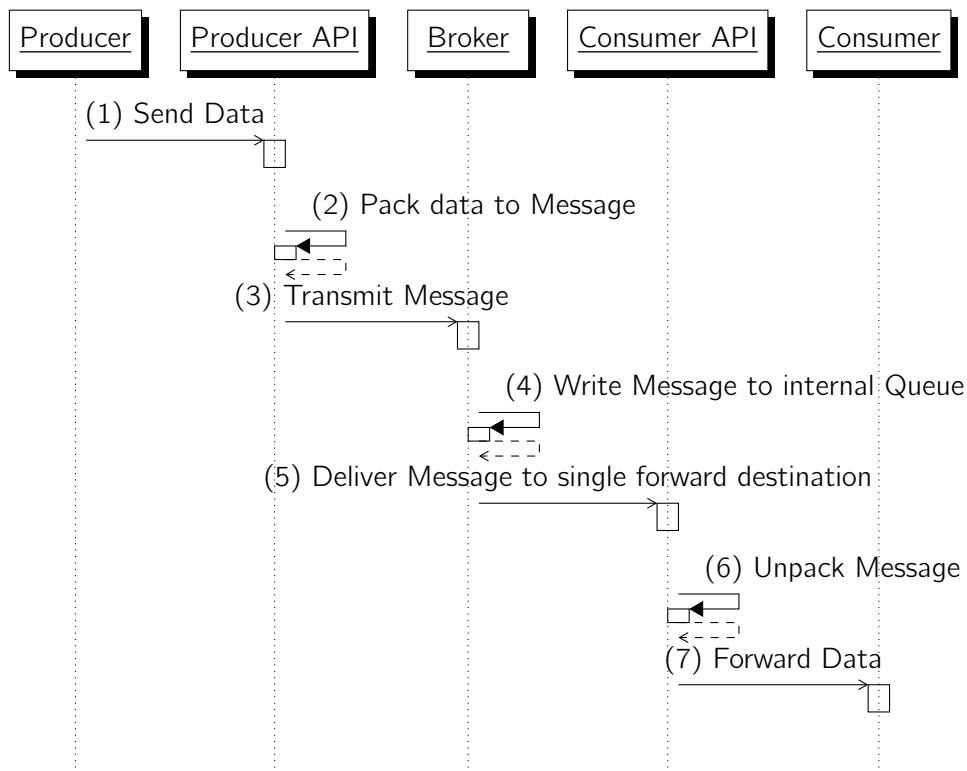 Producer
Producer API
Broker
Consumer API
Consumer
(1) Send Data
(2) Pack data to Message
(3) Transmit Message
(4) Write Message to internal Queue
(5) Deliver Message to single forward destination
(6) Unpack Message
(7) Forward Data